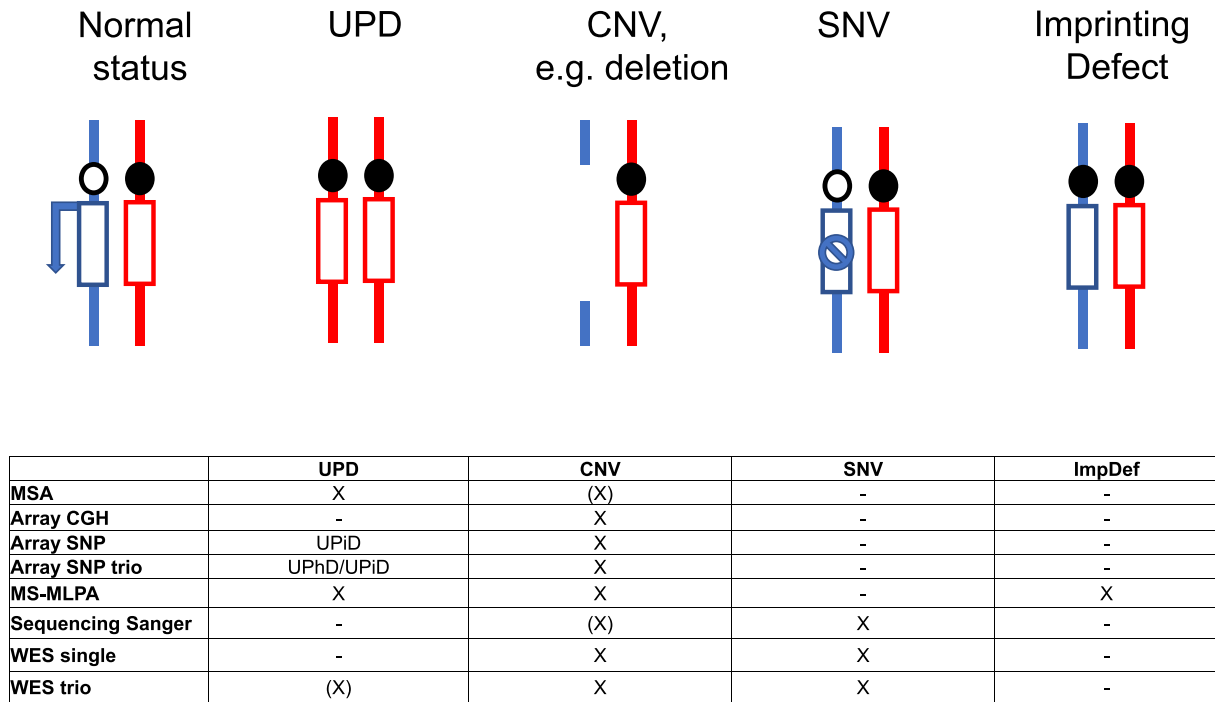 Normal status
UPD
CNV, e.g. deletion
SNV
Imprinting Defect
UPD CNV SNV ImpDef
MSA X (X) - -
Array CGH - X - -
Array SNP UPiD X - -
Array SNP trio UPhD/UPiD X - -
MS-MLPA X X - X
Sequencing Sanger - (X) X -
WES single - X X -
WES trio (X) X X -